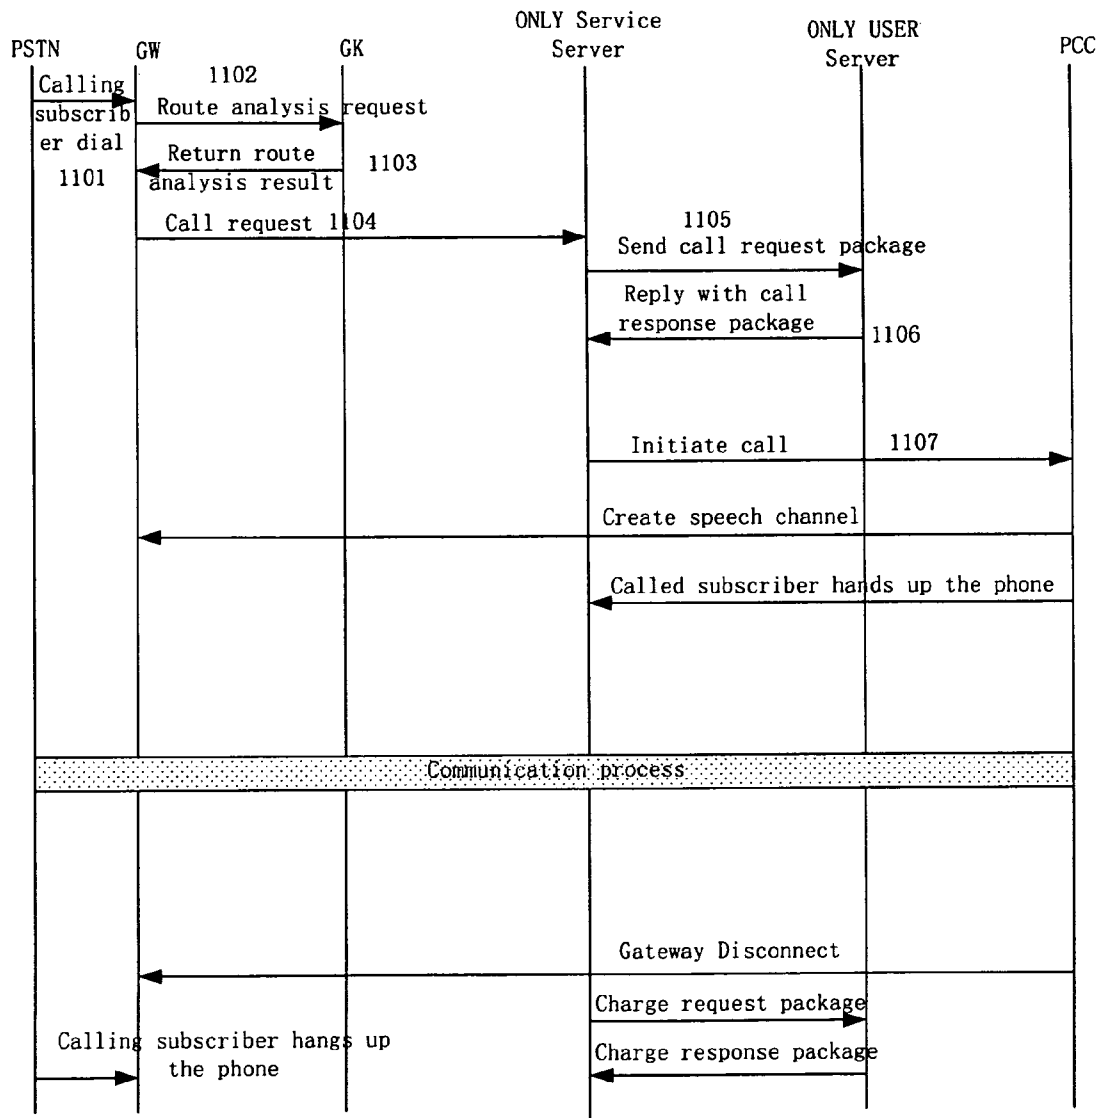 ONLY Service
Server
ONLY USER
Server
PSTN
GW
GK
PCC
Calling
subscrib
er dial
1101
1102
Route analysis request
Return route
analysis result
1103
Call request 1104
1105
Send call request package
Reply with call
response package
1106
Initiate call
1107
Create speech channel
Called subscriber hands up the phone
Communication process
Gateway Disconnect
Charge request package
Calling subscriber hangs up
the phone
Charge response package